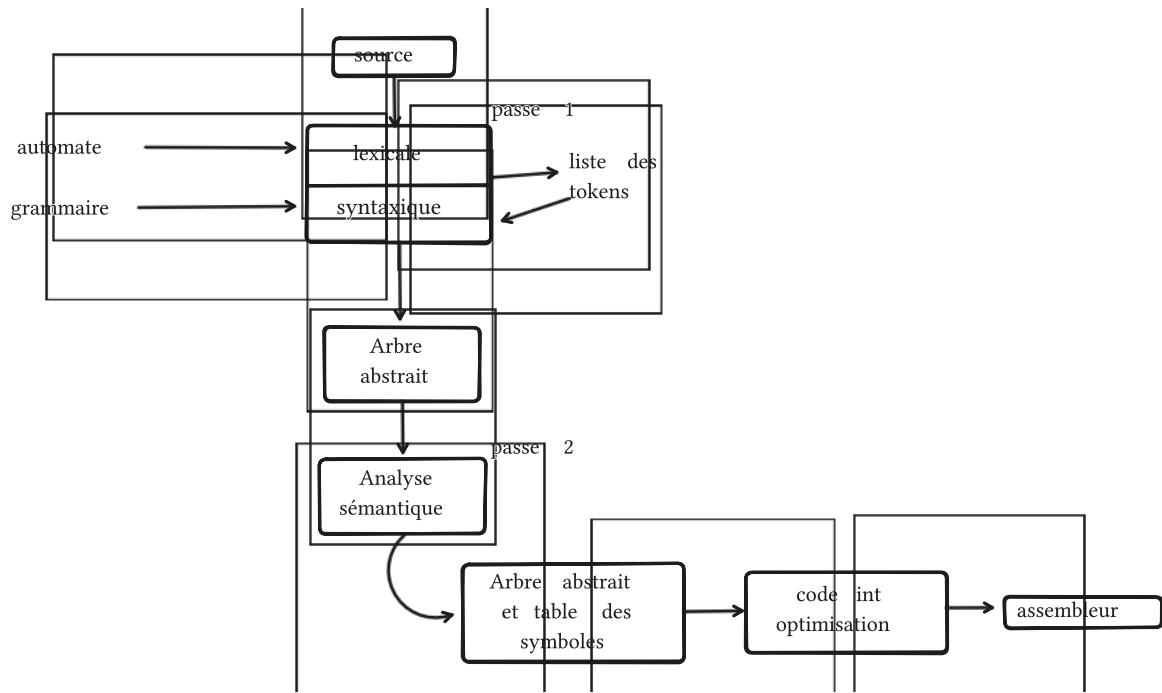 source
passe 1
automate
lexicale
liste des
tokens
grammaire
syntaxique
Arbre
abstrait
passe 2
Analyse
sémantique
Arbre abstrait
et table des
symboles
code int
optimisation
assembleur